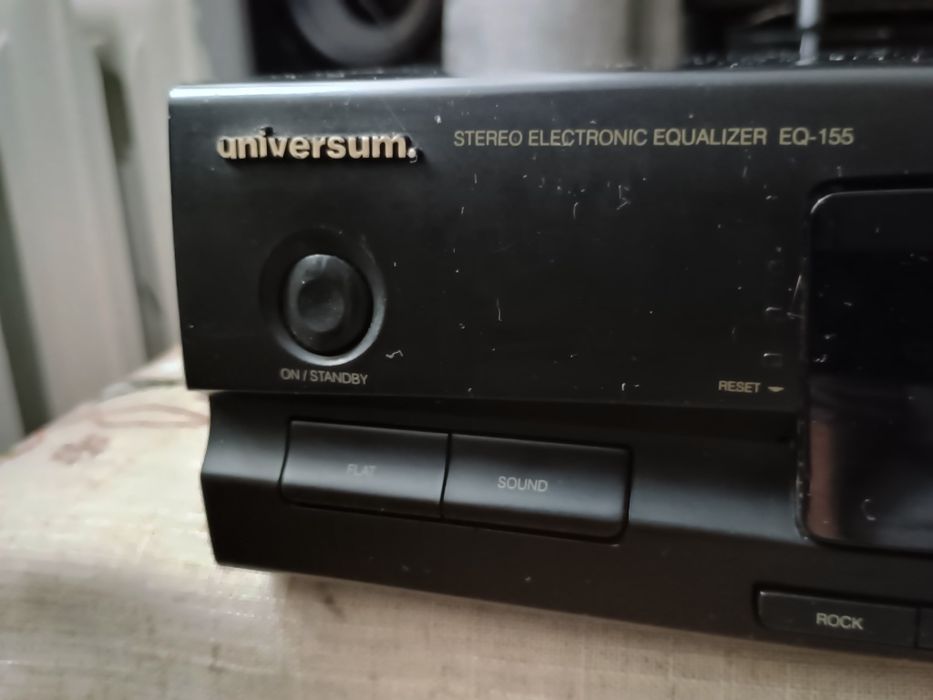 universum.
STEREO ELECTRONIC EQUALIZER EQ-155
ON / STANDBY
RESET
FLAT
SOUND
ROCK